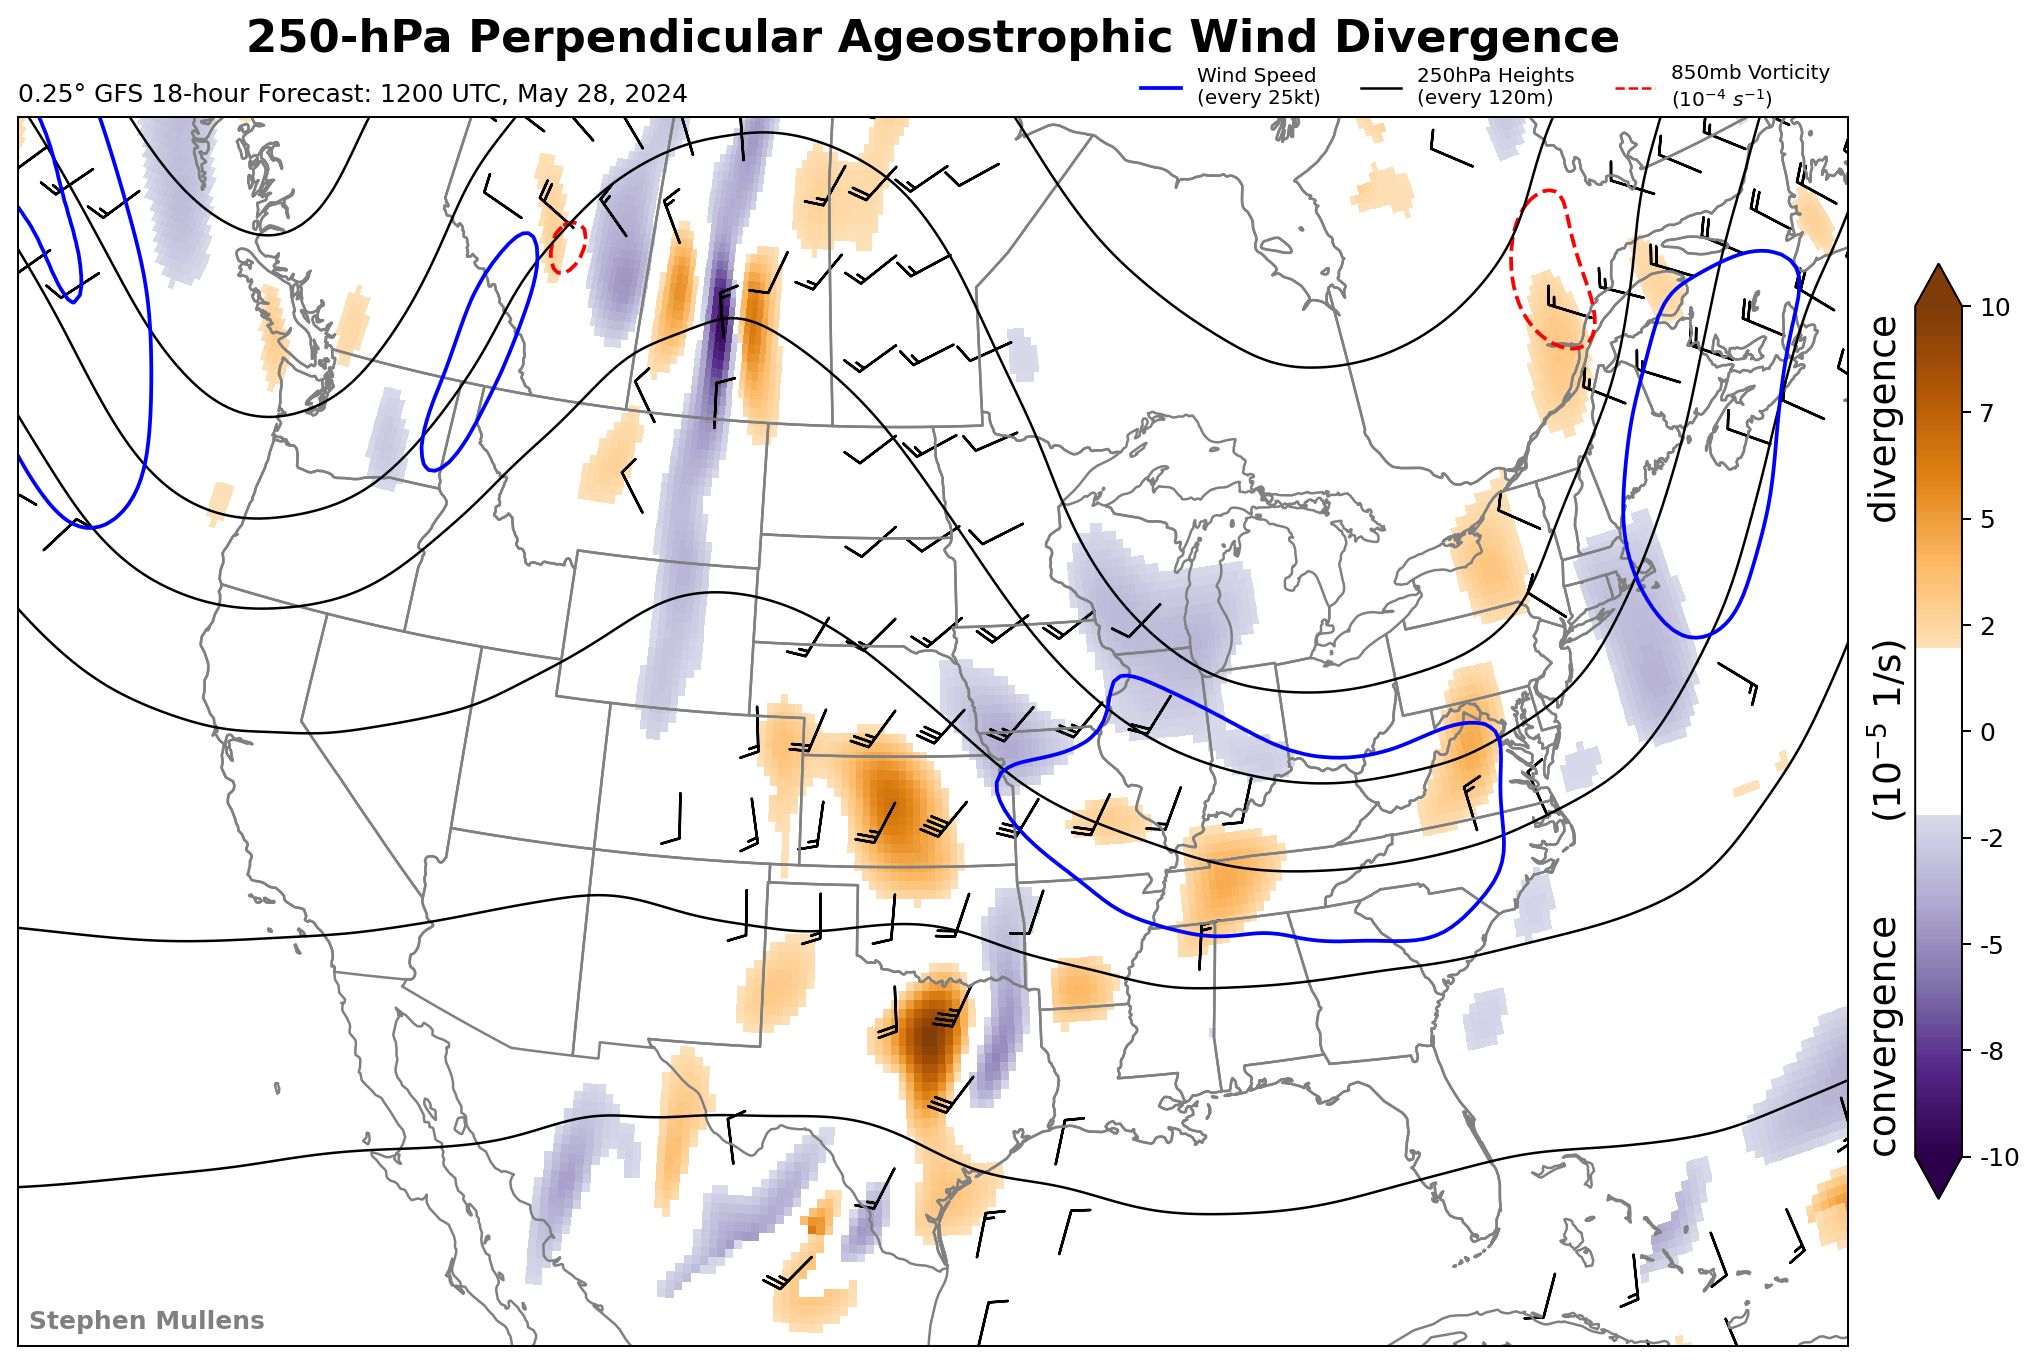 250-hPa Perpendicular Ageostrophic Wind Divergence
0.25° GFS 18-hour Forecast: 1200 UTC, May 28, 2024
Wind Speed
(every 25kt)
250hPa Heights
(every 120m)
850mb Vorticity
(10⁻⁴ s⁻¹)
10
7
5
2
0
-2
-5
-8
-10
convergence (10⁻⁵ 1/s) divergence
Stephen Mullens